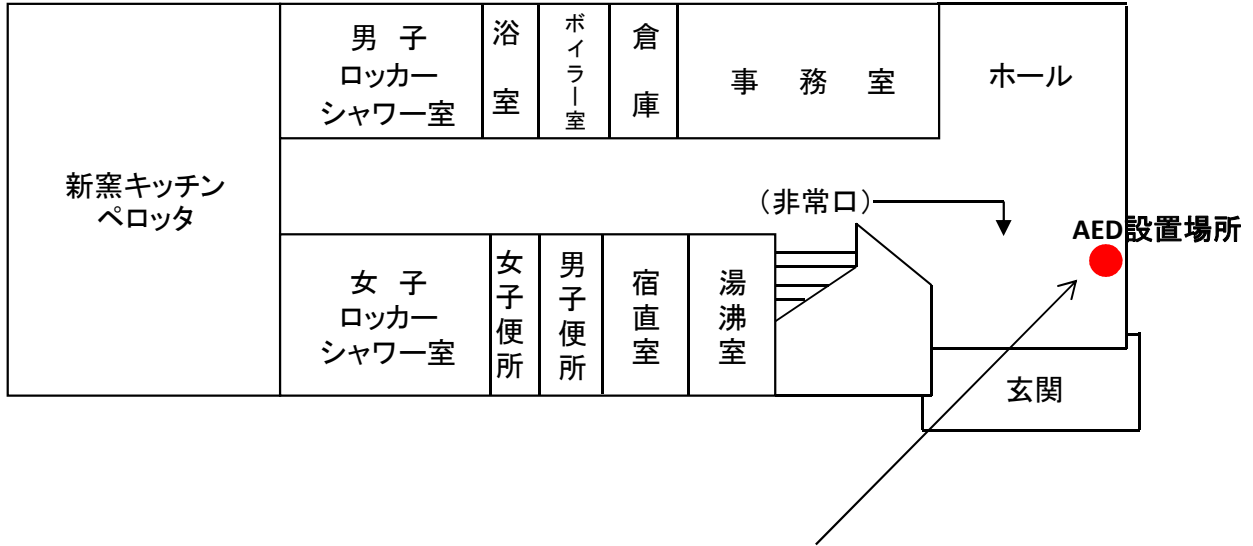 男 子
ロッカー
シャワー室
浴室
ボイラー室
倉庫
事 務 室
ホール
新窯キッチン
ペロッタ
（非常口）
AED設置場所
女 子
ロッカー
シャワー室
女子便所
男子便所
宿直室
湯沸室
玄関